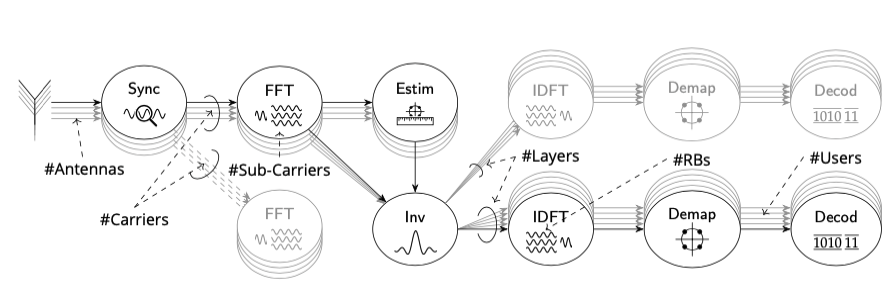 IDFT
Demap
Decod
1010 11
Sync
FFT
Estim
#Antennas
#Sub-Carriers
#Layers
#RBs
#Users
#Carriers
FFT
Inv
IDFT
Demap
Decod
1010 11